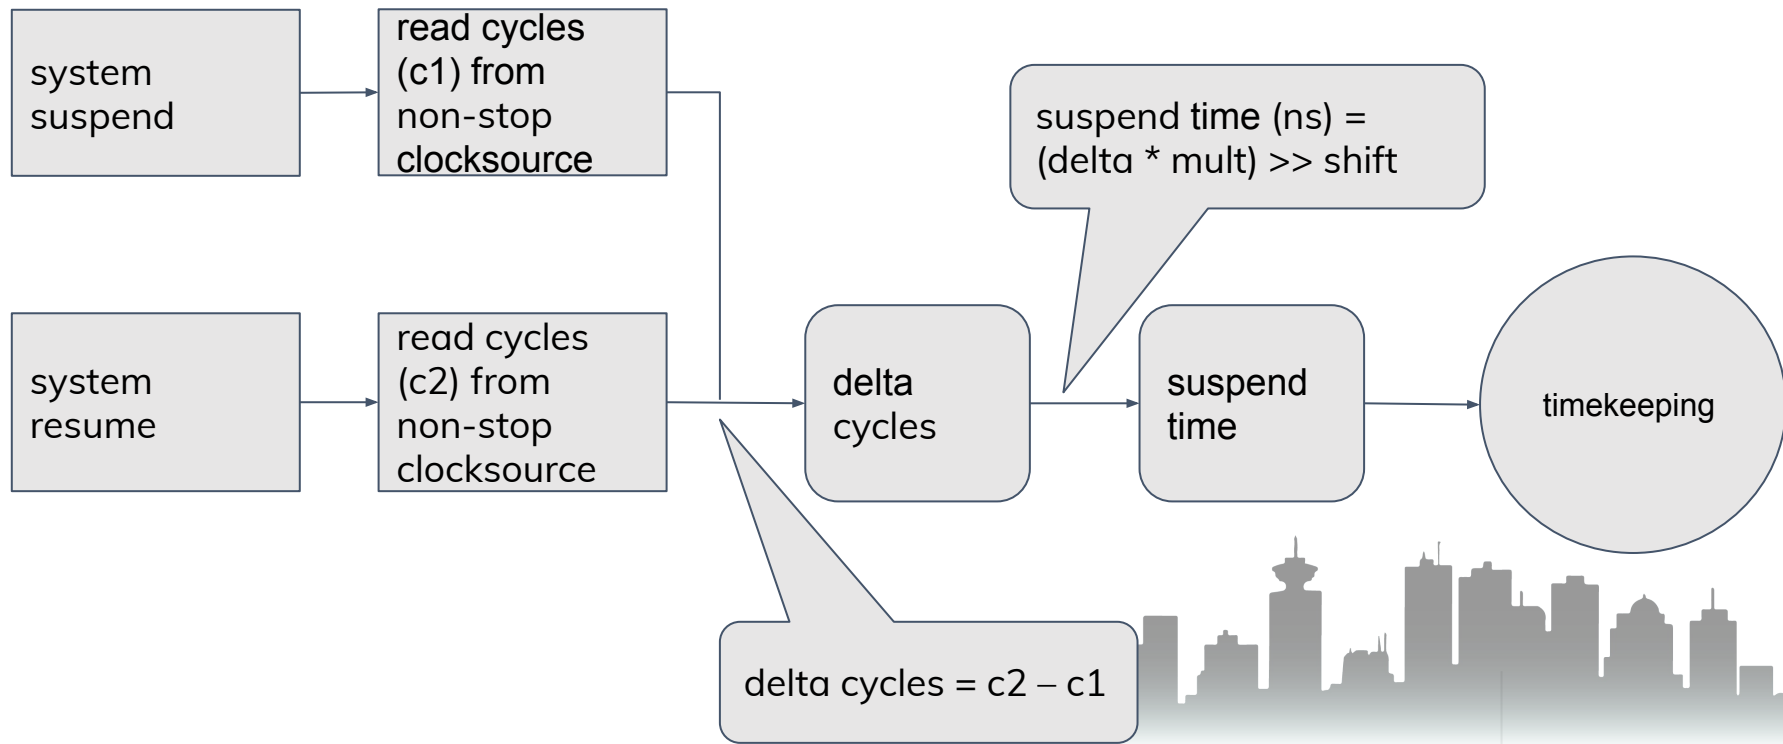 system
suspend
read cycles
(c1) from
non-stop
clocksource
suspend time (ns) =
(delta * mult) >> shift
system
resume
read cycles
(c2) from
non-stop
clocksource
delta
cycles
suspend
time
timekeeping
delta cycles = c2 – c1